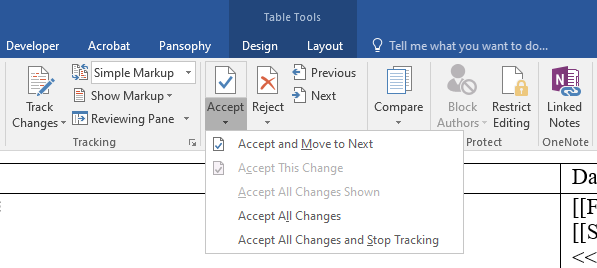 Table Tools
Developer Acrobat Pansophy Design Layout Tell me what you want to do...
Simple Markup Previous
Show Markup Next
Track Changes Reviewing Pane Accept Reject Compare Block Authors Restrict Editing Linked Notes
Tracking Protect OneNote
Accept and Move to Next
Accept This Change
Accept All Changes Shown
Accept All Changes
Accept All Changes and Stop Tracking
Da
[[F
[[S
<<